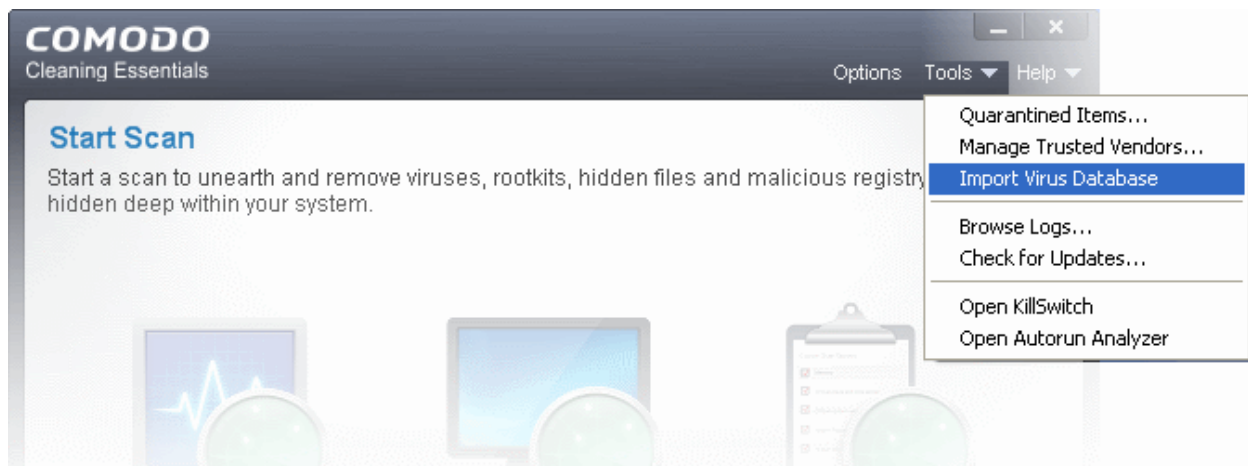 COMODO
Cleaning Essentials
Options Tools Help
Start Scan
Start a scan to unearth and remove viruses, rootkits, hidden files and malicious registry
hidden deep within your system.
Quarantined Items...
Manage Trusted Vendors...
Import Virus Database
Browse Logs...
Check for Updates...
Open KillSwitch
Open Autorun Analyzer